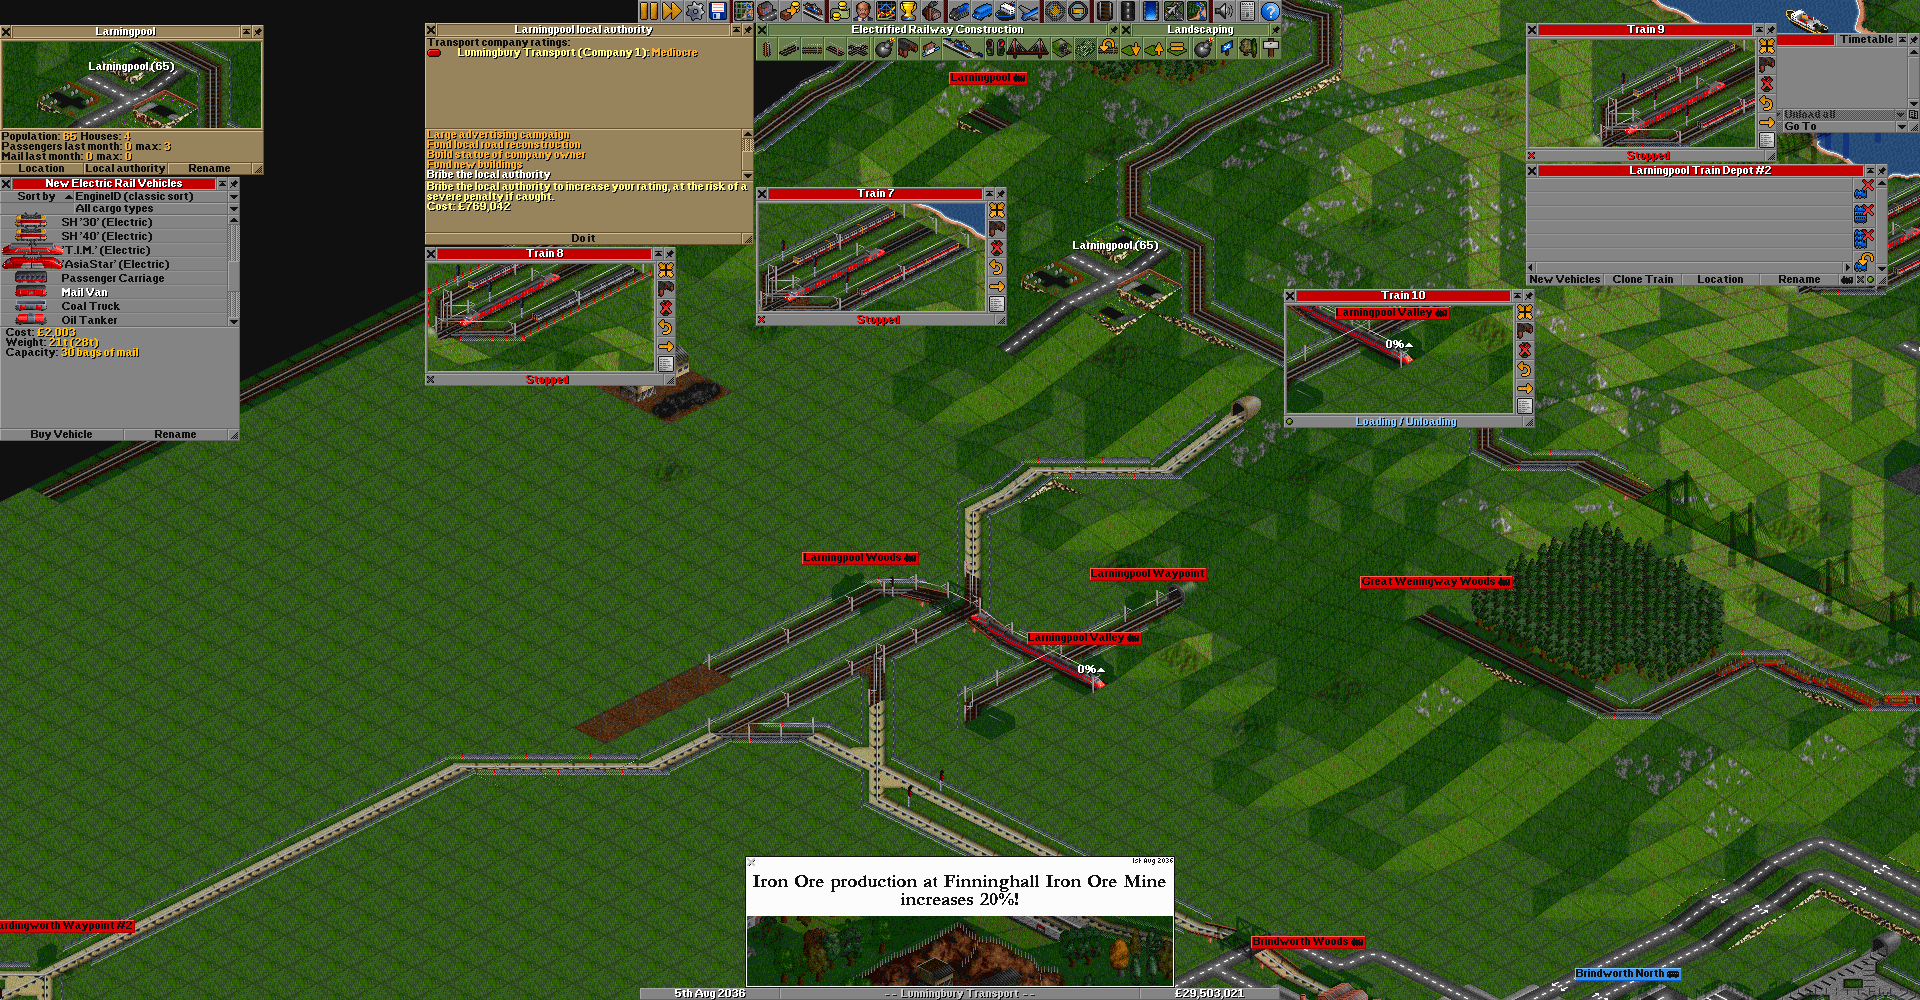 Larningpool
Larningpool (65)
Population: 65 Houses: 4
Passengers last month: 0 max: 3
Mail last month: 0 max: 0
Location Local authority Rename
New Electric Rail Vehicles
Sort by EngineID (classic sort)
All cargo types
SH '30' (Electric)
SH '40' (Electric)
'T.I.M.' (Electric)
'AsiaStar' (Electric)
Passenger Carriage
Mail Van
Coal Truck
Oil Tanker
Cost: £2,003
Weight: 21t (28t)
Capacity: 30 bags of mail
Buy Vehicle Rename
Larningpool local authority
Transport company ratings:
Lunningbury Transport (Company 1): Mediocre
Large advertising campaign
Fund local road reconstruction
Build statue of company owner
Fund new buildings
Bribe the local authority
Bribe the local authority to increase your rating, at the risk of a
severe penalty if caught.
Cost: £769,042
Do it
Electrified Railway Construction
Landscaping
Larningpool
Train 8
Stopped
Train 7
Stopped
Larningpool (65)
Train 9
Stopped
Timetable
Unload all
Go To
Larningpool Train Depot #2
New Vehicles Clone Train Location Rename
Train 10
Larningpool Valley
0%
Loading / Unloading
Larningpool Woods
Larningpool Waypoint
Great Weningway Woods
Larningpool Valley
0%
ardingworth Waypoint #2
1st Aug 2036
Iron Ore production at Finninghall Iron Ore Mine
increases 20%!
Brindworth Woods
Brindworth North
5th Aug 2036
- - Lunningbury Transport - -
£29,503,021